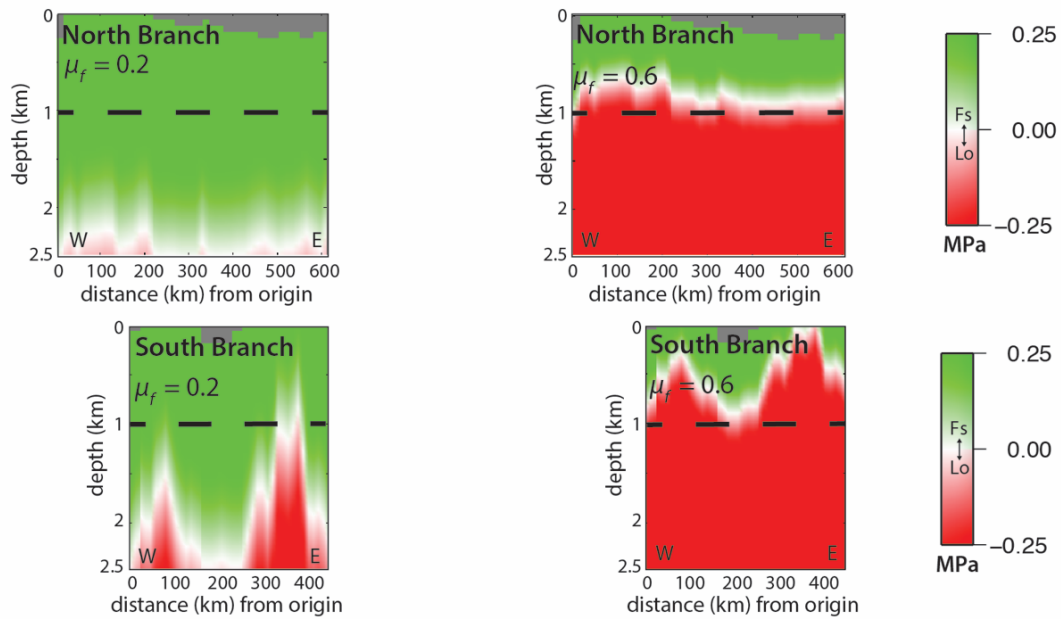 0
North Branch
μf = 0.2
1
2
2.5
depth (km)
W
E
0 100 200 300 400 500 600
distance (km) from origin
0
North Branch
μf = 0.6
1
2
2.5
depth (km)
W
E
0 100 200 300 400 500 600
distance (km) from origin
0.25
Fs
0.00
Lo
−0.25
MPa
0
South Branch
μf = 0.2
1
2
2.5
depth (km)
W
E
0 100 200 300 400
distance (km) from origin
0
South Branch
μf = 0.6
1
2
2.5
depth (km)
W
E
0 100 200 300 400
distance (km) from origin
0.25
Fs
0.00
Lo
−0.25
MPa